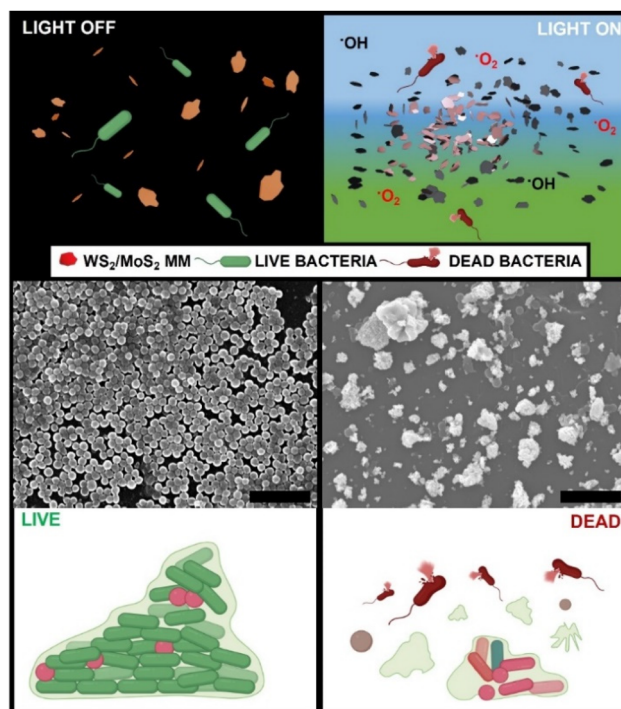 LIGHT OFF
LIGHT ON
·OH
·O₂
·O₂
·O₂
·OH
WS₂/MoS₂ MM LIVE BACTERIA DEAD BACTERIA
LIVE
DEAD